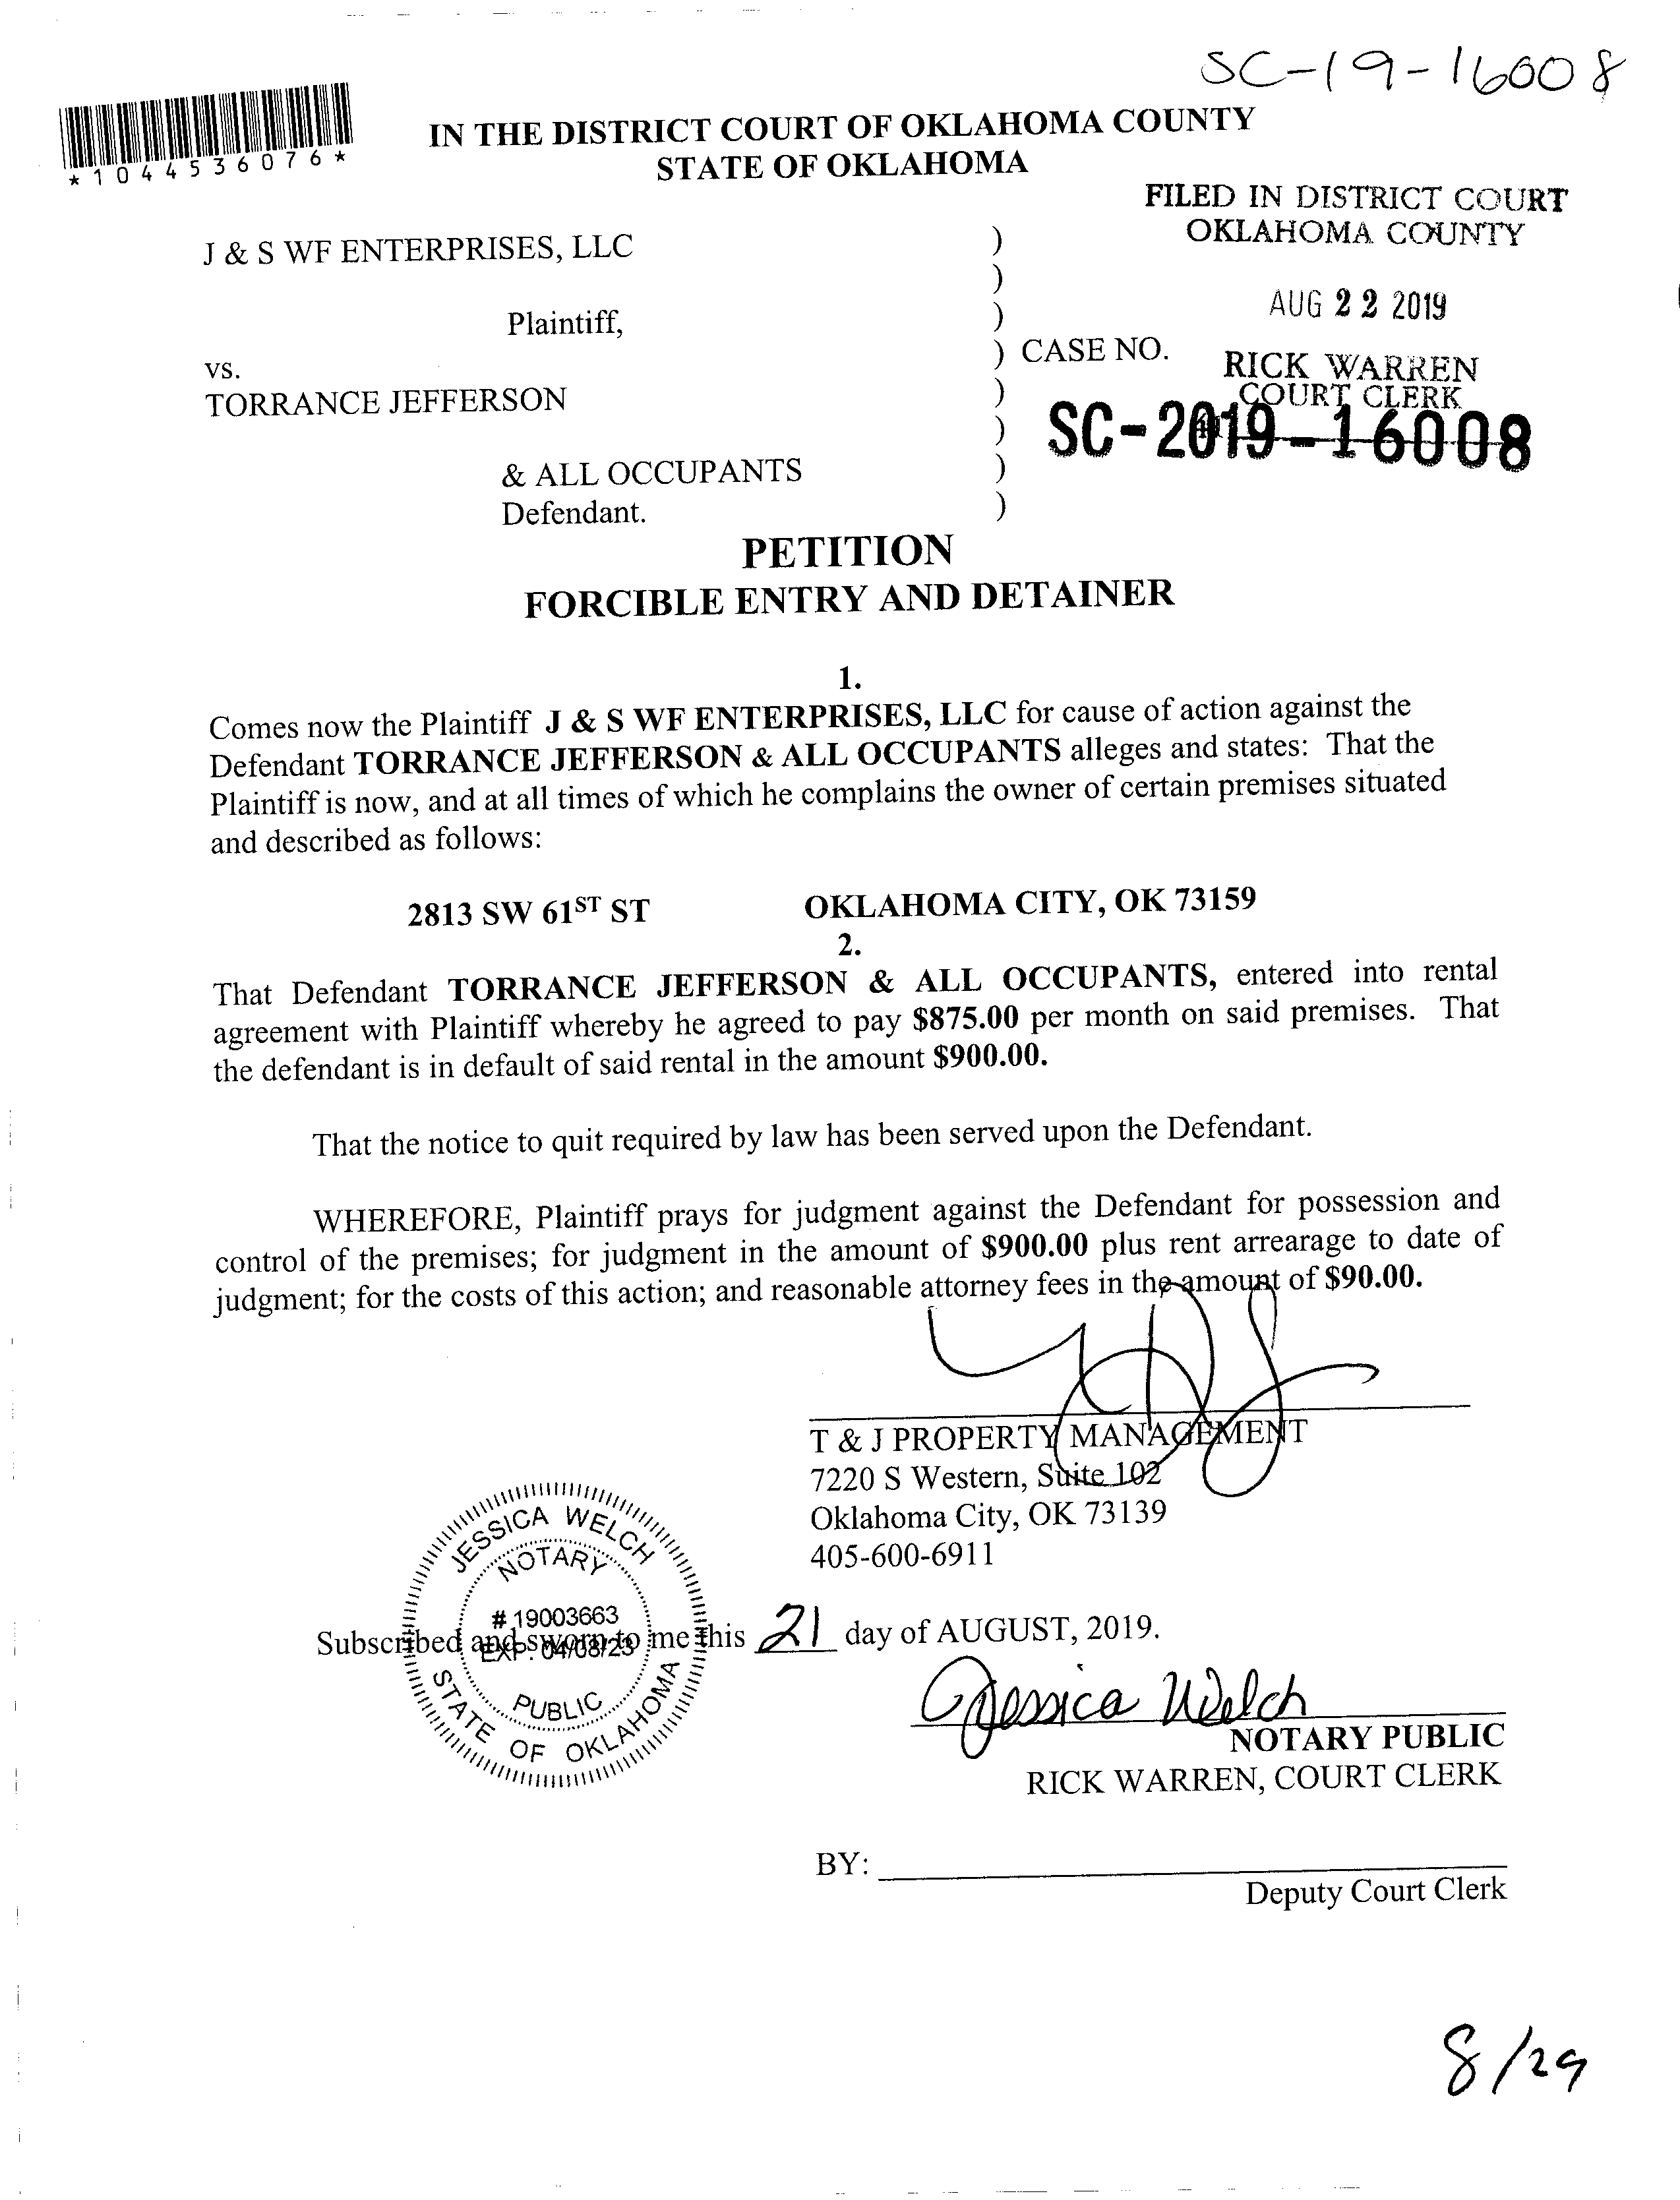 SC-19-16008
*1044536076*
IN THE DISTRICT COURT OF OKLAHOMA COUNTY
STATE OF OKLAHOMA
FILED IN DISTRICT COURT
OKLAHOMA COUNTY
J & S WF ENTERPRISES, LLC )
)
AUG 22 2019
Plaintiff, )
) CASE NO.
RICK WARREN
COURT CLERK
vs.
TORRANCE JEFFERSON )
SC-2019-16008
)
& ALL OCCUPANTS )
Defendant. )
PETITION
FORCIBLE ENTRY AND DETAINER
1.
Comes now the Plaintiff J & S WF ENTERPRISES, LLC for cause of action against the
Defendant TORRANCE JEFFERSON & ALL OCCUPANTS alleges and states: That the
Plaintiff is now, and at all times of which he complains the owner of certain premises situated
and described as follows:
2813 SW 61ST ST OKLAHOMA CITY, OK 73159
2.
That Defendant TORRANCE JEFFERSON & ALL OCCUPANTS, entered into rental
agreement with Plaintiff whereby he agreed to pay $875.00 per month on said premises. That
the defendant is in default of said rental in the amount $900.00.
That the notice to quit required by law has been served upon the Defendant.
WHEREFORE, Plaintiff prays for judgment against the Defendant for possession and
control of the premises; for judgment in the amount of $900.00 plus rent arrearage to date of
judgment; for the costs of this action; and reasonable attorney fees in the amount of $90.00.
T & J PROPERTY MANAGEMENT
7220 S Western, Suite 102
Oklahoma City, OK 73139
405-600-6911
JESSICA WELCH
NOTARY
# 19003663
EXP. 04/08/23
PUBLIC
STATE OF OKLAHOMA
Subscribed and sworn to me this 21 day of AUGUST, 2019.
Jessica Welch
NOTARY PUBLIC
RICK WARREN, COURT CLERK
BY:
Deputy Court Clerk
8/29